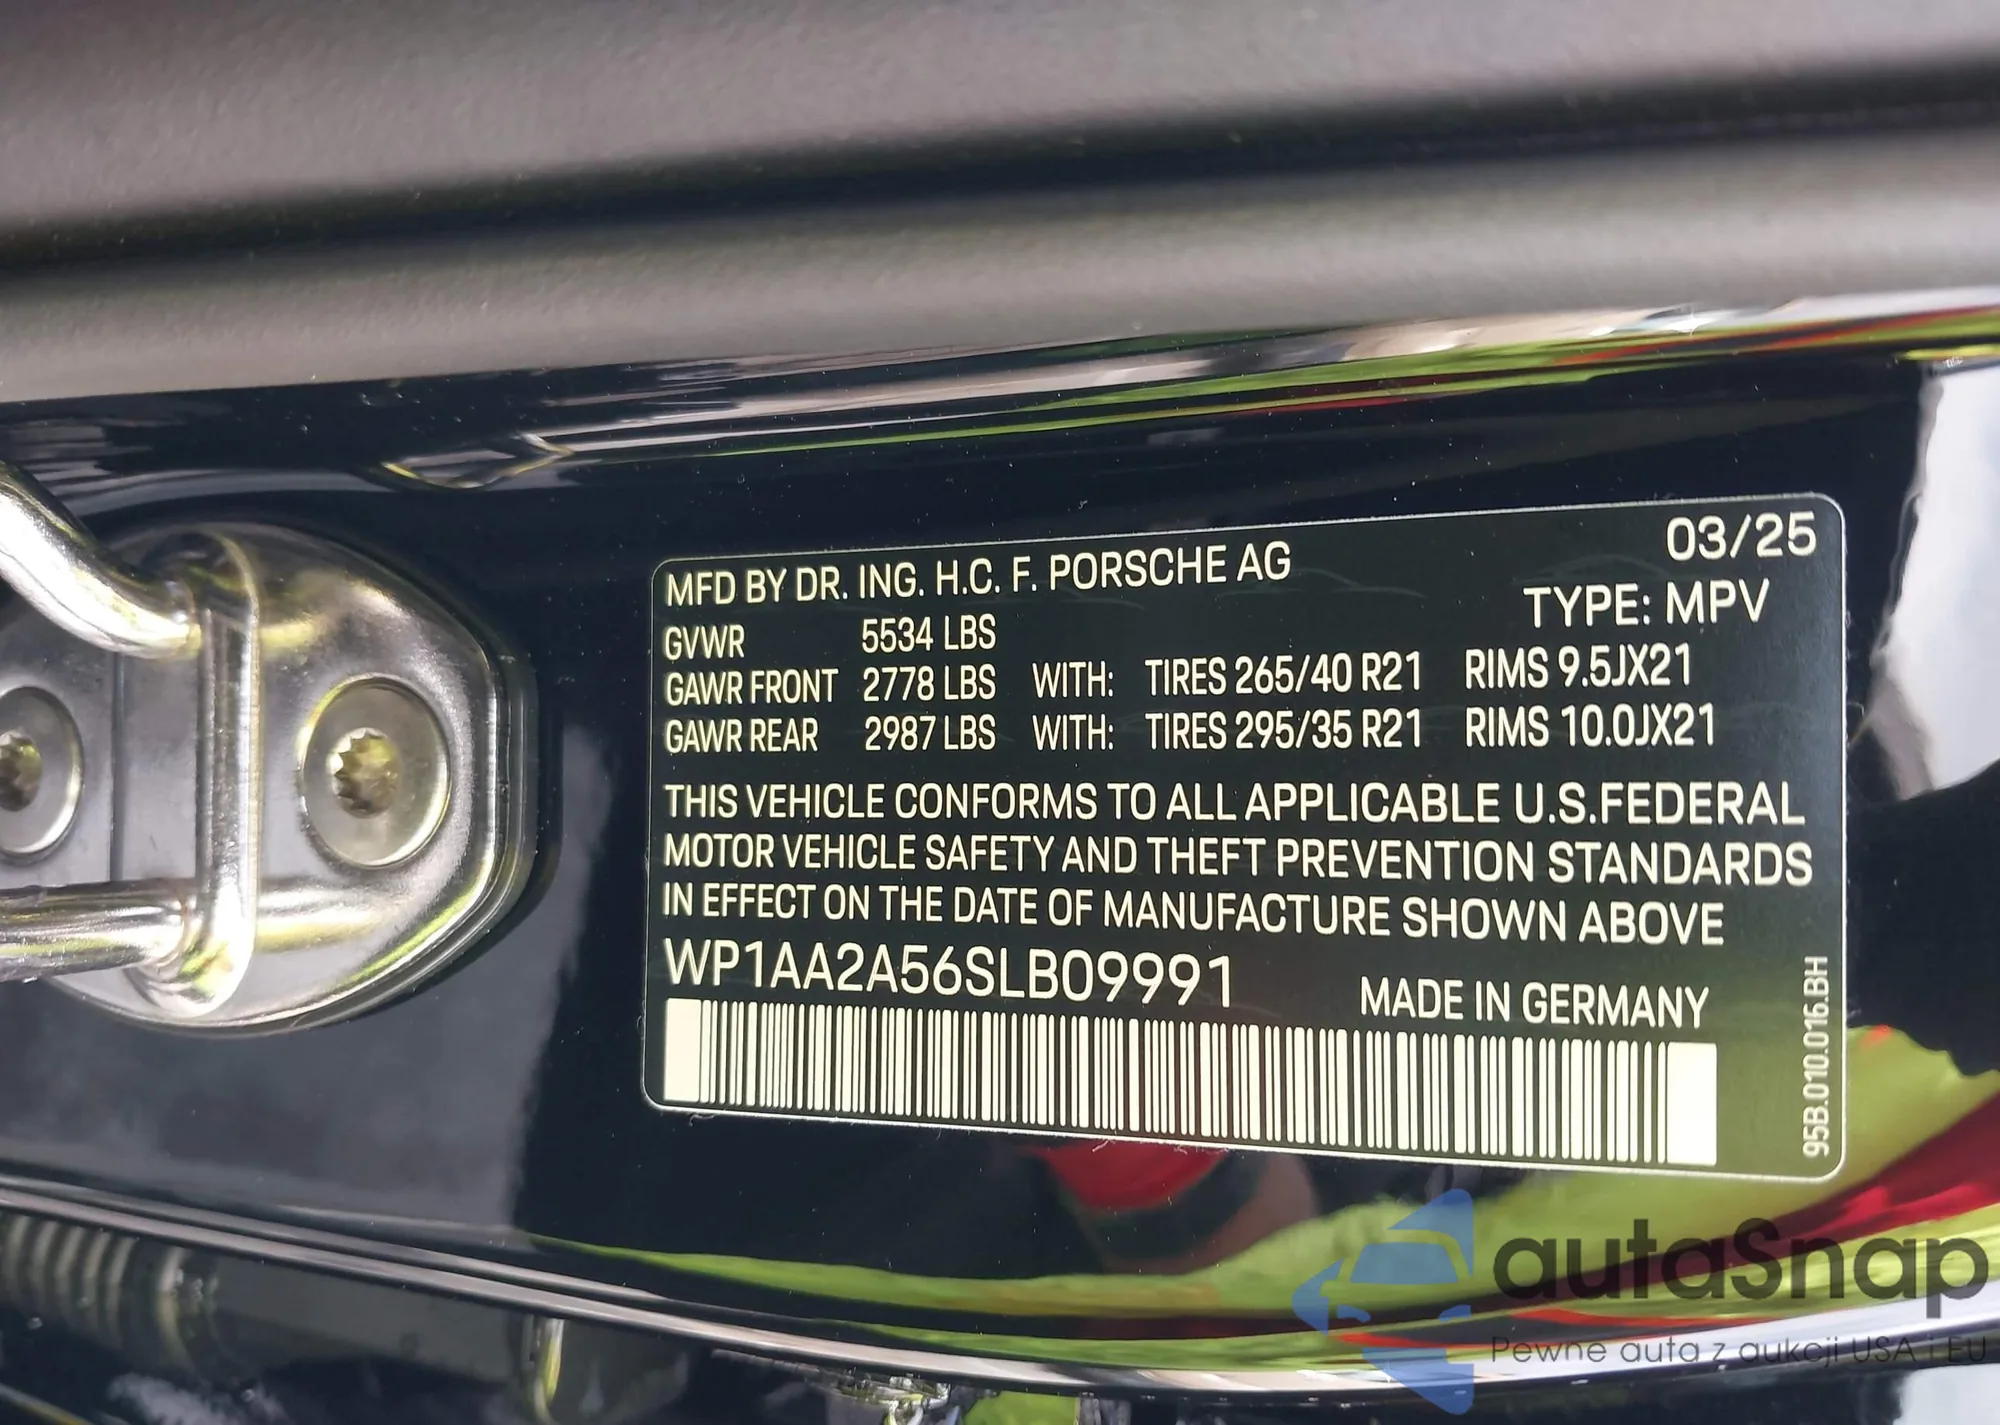 03/25
MFD BY DR. ING. H.C. F. PORSCHE AG
TYPE: MPV
GVWR 5534 LBS
GAWR FRONT 2778 LBS WITH: TIRES 265/40 R21 RIMS 9.5JX21
GAWR REAR 2987 LBS WITH: TIRES 295/35 R21 RIMS 10.0JX21
THIS VEHICLE CONFORMS TO ALL APPLICABLE U.S.FEDERAL
MOTOR VEHICLE SAFETY AND THEFT PREVENTION STANDARDS
IN EFFECT ON THE DATE OF MANUFACTURE SHOWN ABOVE
WP1AA2A56SLB09991
MADE IN GERMANY
95B.010.016.BH
autaSnap
Pewne auta z aukcji USA i EU